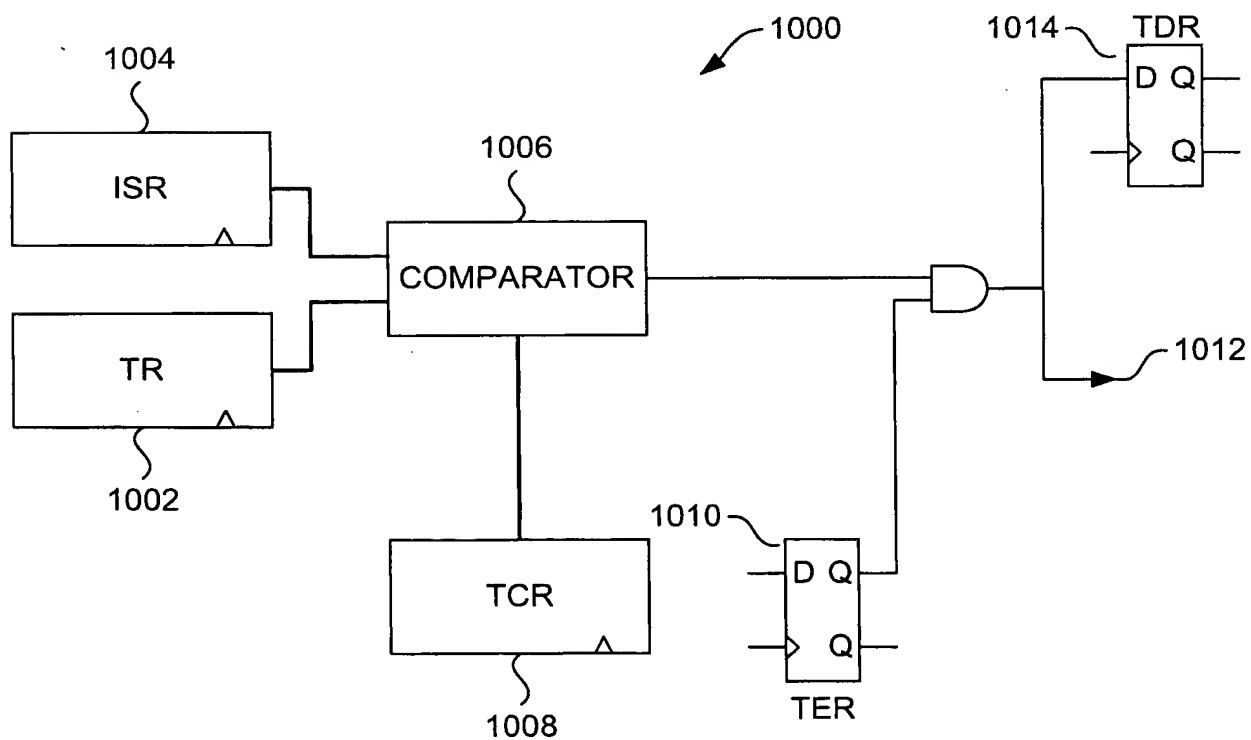 1000
1014
TDR
D Q
Q
1004
ISR
1006
COMPARATOR
TR
1002
1012
1010
D Q
Q
TER
TCR
1008